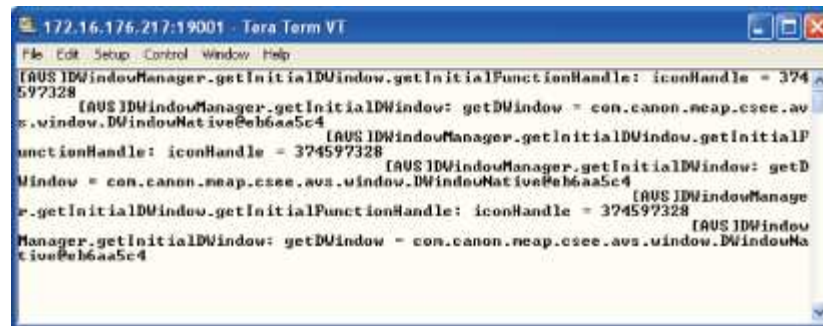 172.16.176.217:19001 - Tera Term VT
File Edit Setup Control Window Help
[AVS]DWindowManager.getInitialDWindow.getInitialFunctionHandle: iconHandle = 374
597328
[AVS]DWindowManager.getInitialDWindow: getDWindow = com.canon.meap.csee.av
s.window.DWindowNative@eb6aa5c4
[AVS]DWindowManager.getInitialDWindow.getInitialF
unctionHandle: iconHandle = 374597328
[AVS]DWindowManager.getInitialDWindow: getD
Window = com.canon.meap.csee.avs.window.DWindowNative@eb6aa5c4
[AVS]DWindowManage
r.getInitialDWindow.getInitialFunctionHandle: iconHandle = 374597328
[AVS]DWindow
Manager.getInitialDWindow: getDWindow = com.canon.meap.csee.avs.window.DWindowNa
tive@eb6aa5c4